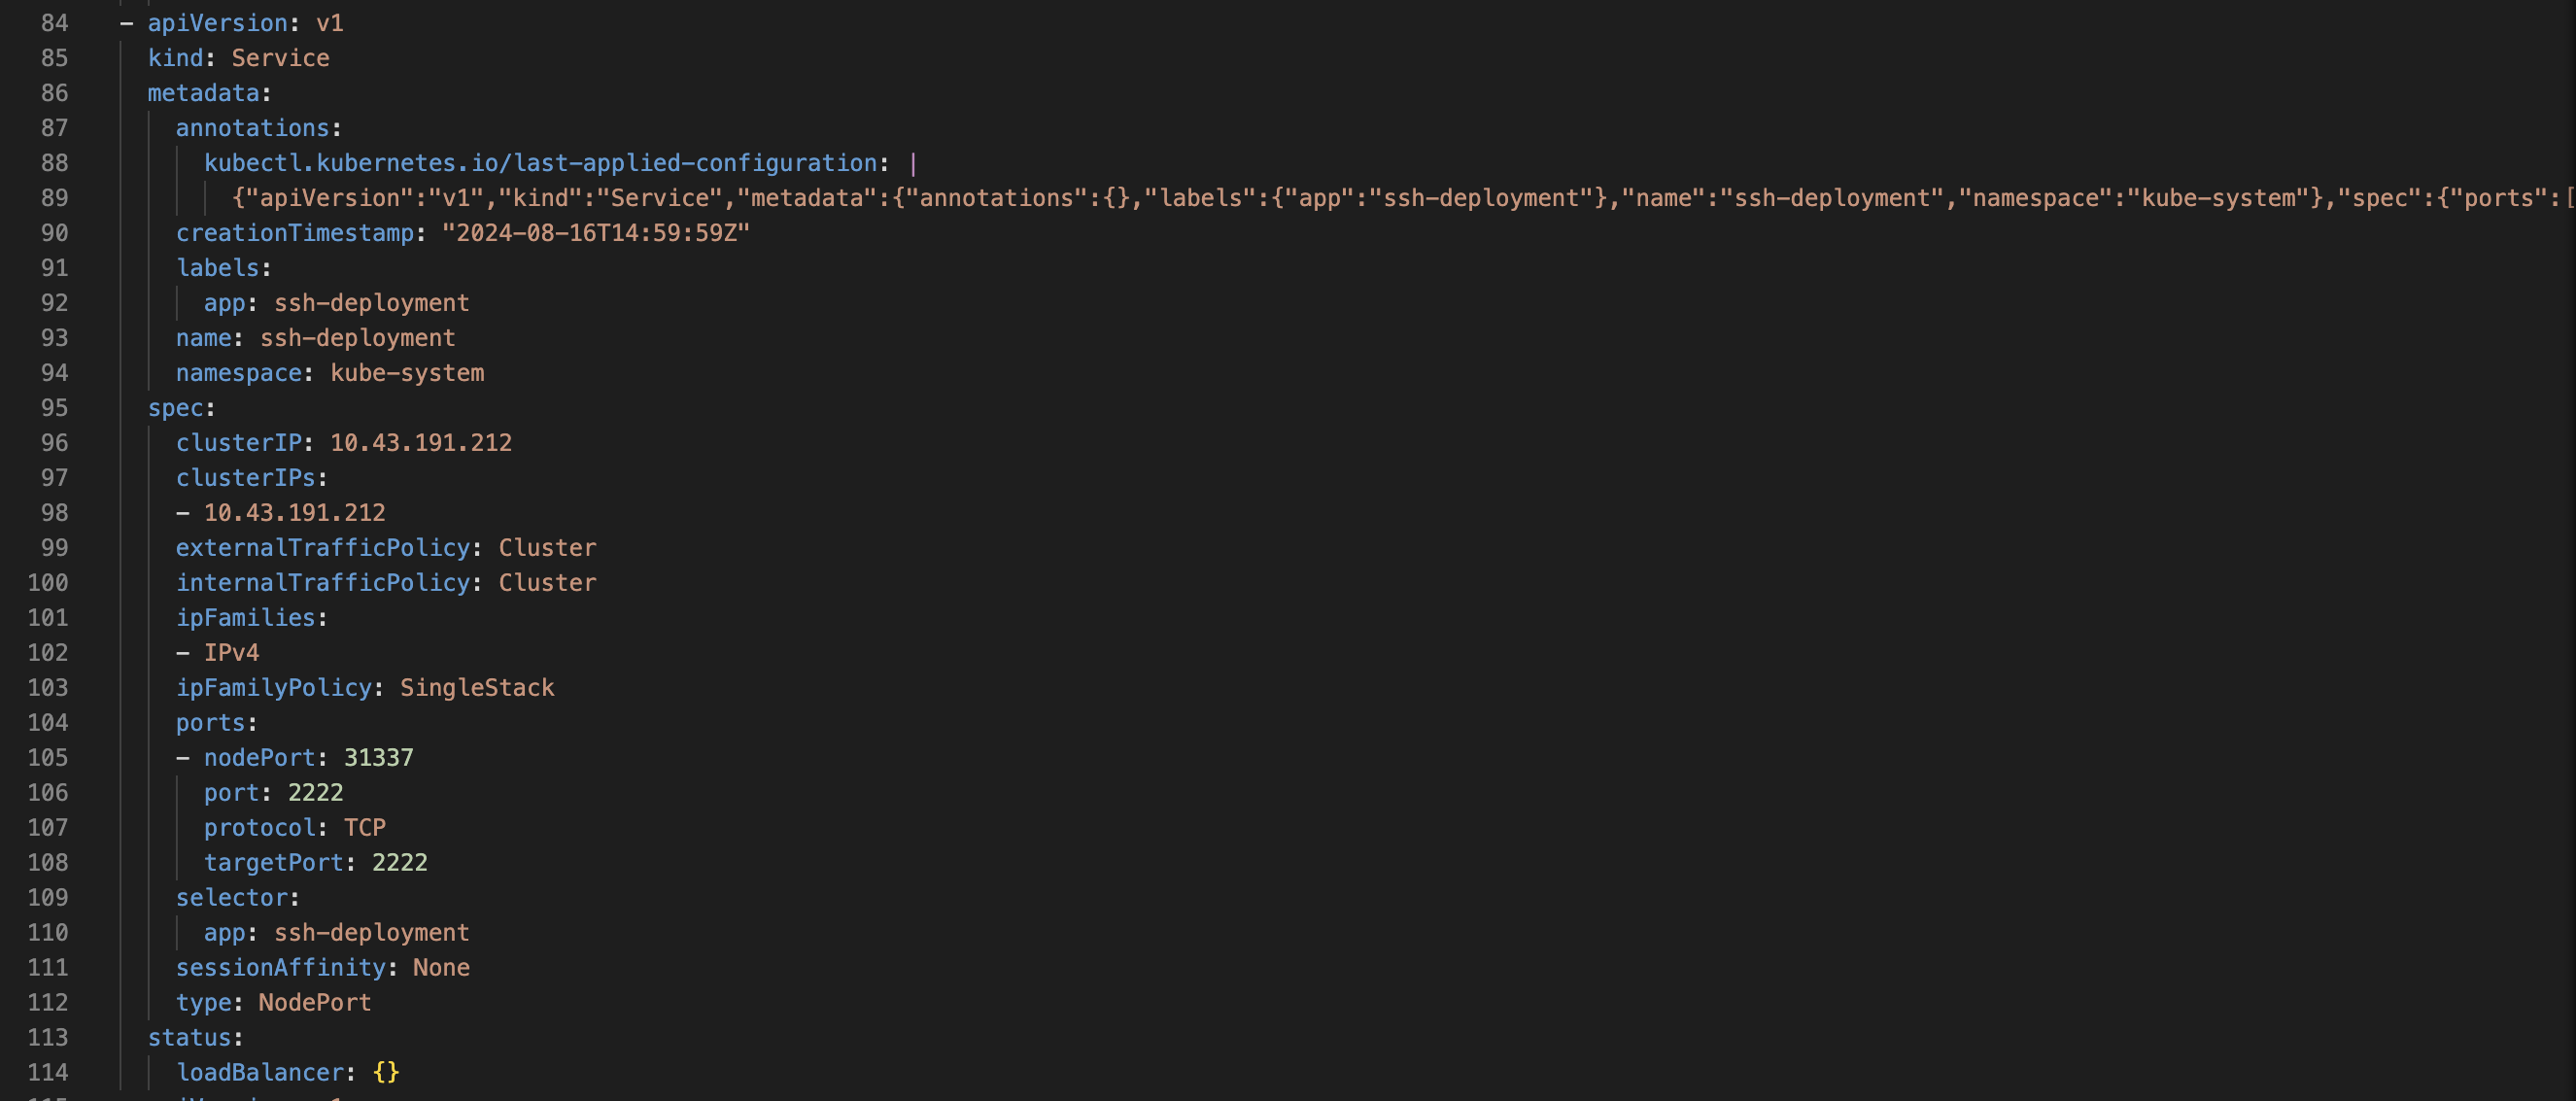 84 - apiVersion: v1
85 kind: Service
86 metadata:
87 annotations:
88 kubectl.kubernetes.io/last-applied-configuration: |
89 {"apiVersion":"v1","kind":"Service","metadata":{"annotations":{},"labels":{"app":"ssh-deployment"},"name":"ssh-deployment","namespace":"kube-system"},"spec":{"ports":[
90 creationTimestamp: "2024-08-16T14:59:59Z"
91 labels:
92 app: ssh-deployment
93 name: ssh-deployment
94 namespace: kube-system
95 spec:
96 clusterIP: 10.43.191.212
97 clusterIPs:
98 - 10.43.191.212
99 externalTrafficPolicy: Cluster
100 internalTrafficPolicy: Cluster
101 ipFamilies:
102 - IPv4
103 ipFamilyPolicy: SingleStack
104 ports:
105 - nodePort: 31337
106 port: 2222
107 protocol: TCP
108 targetPort: 2222
109 selector:
110 app: ssh-deployment
111 sessionAffinity: None
112 type: NodePort
113 status:
114 loadBalancer: {}